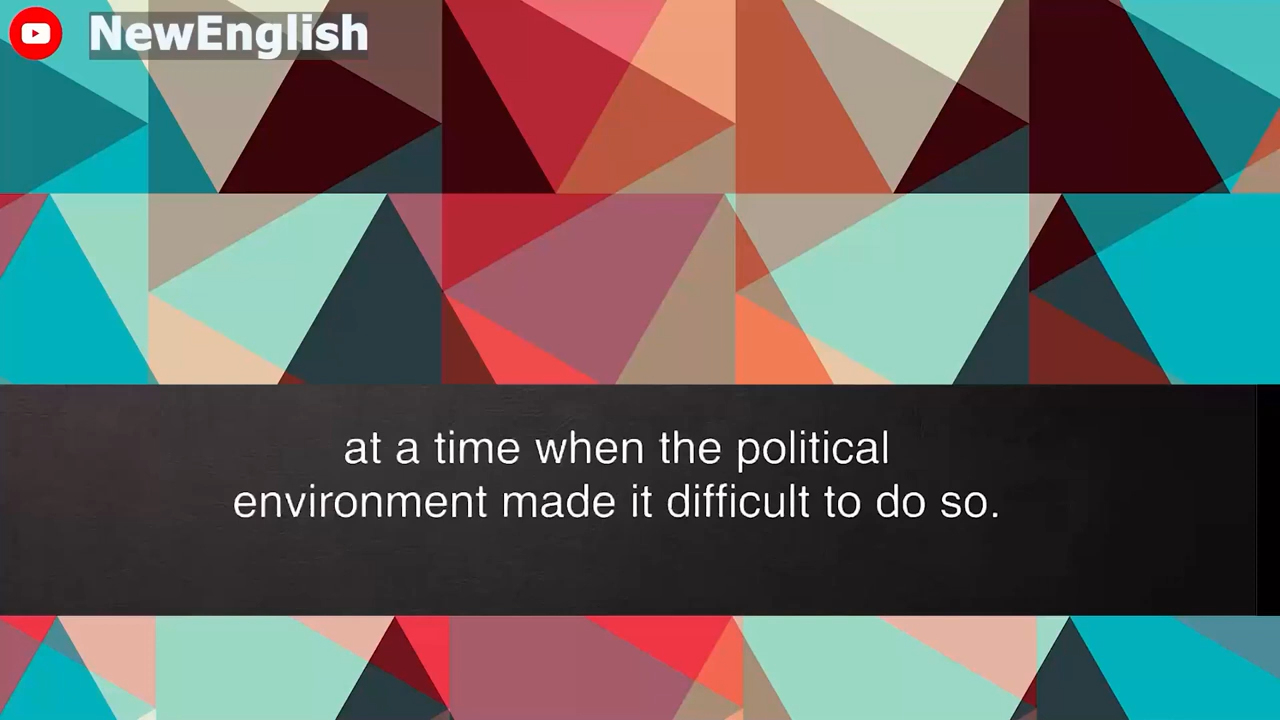 NewEnglish
at a time when the political
environment made it difficult to do so.